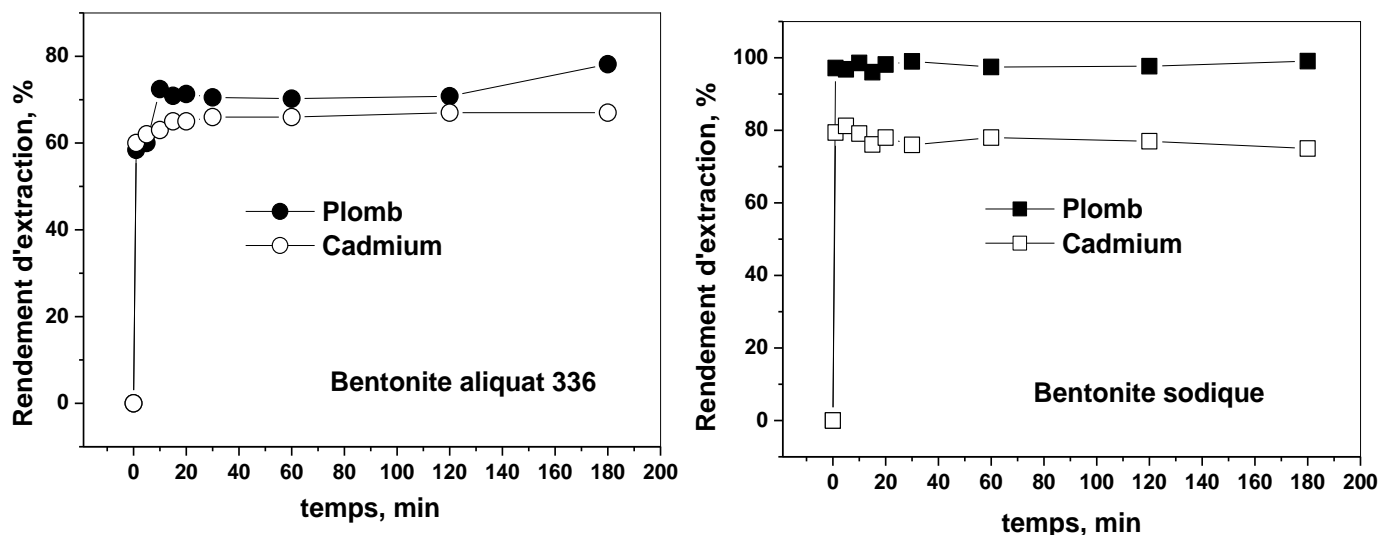 Rendement d'extraction, %
80
60
40
20
0
Plomb
Cadmium
Bentonite aliquat 336
0 20 40 60 80 100 120 140 160 180 200
temps, min
Rendement d'extraction, %
100
80
60
40
20
0
Plomb
Cadmium
Bentonite sodique
0 20 40 60 80 100 120 140 160 180 200
temps, min